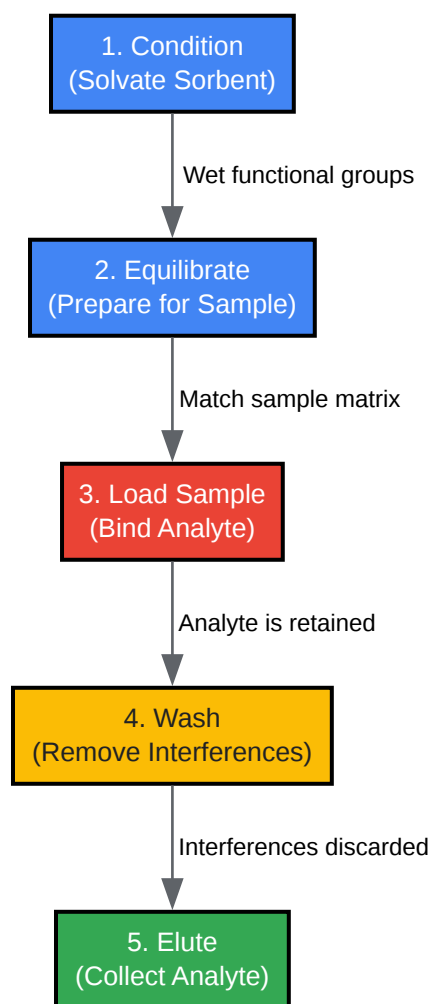 1. Condition
(Solvate Sorbent)
Wet functional groups
2. Equilibrate
(Prepare for Sample)
Match sample matrix
3. Load Sample
(Bind Analyte)
Analyte is retained
4. Wash
(Remove Interferences)
Interferences discarded
5. Elute
(Collect Analyte)